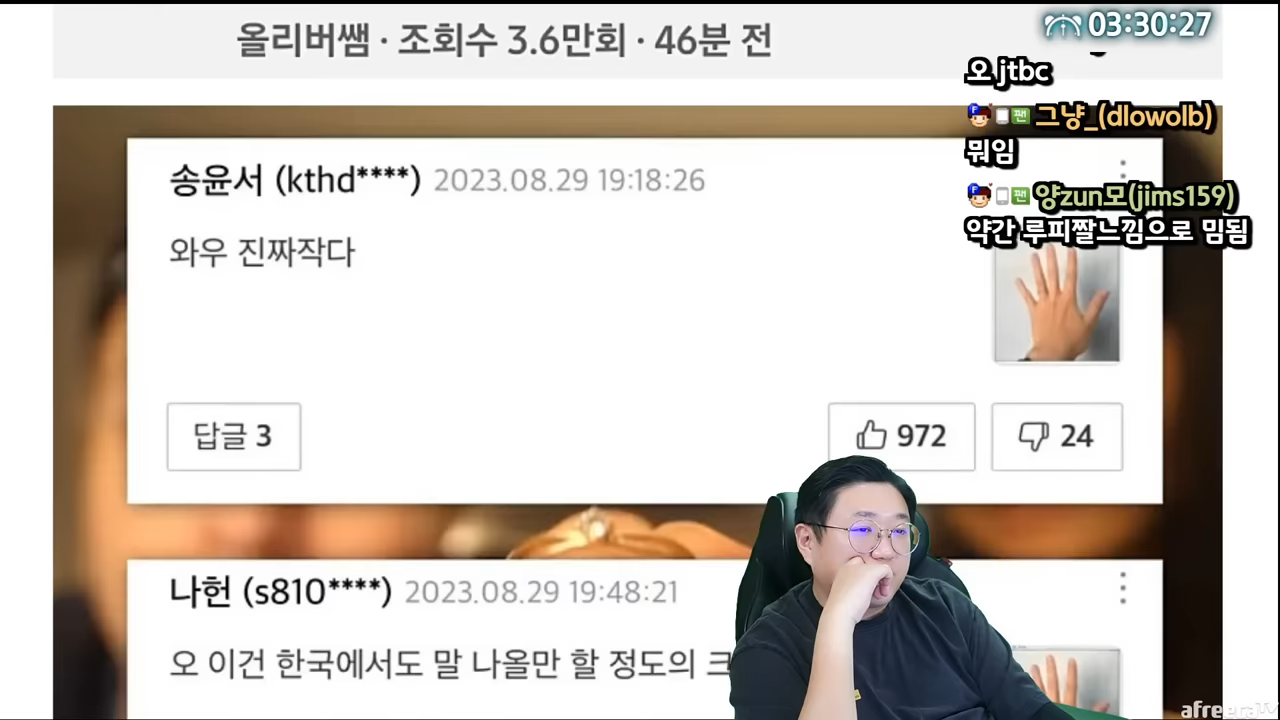 올리버쌤 · 조회수 3.6만회 · 46분 전
03:30:27
오 jtbc
F 팬 그냥_(dlowolb)
뭐임
F 팬 양zun모(jims159)
약간 루피짤느낌으로 밈됨
송윤서 (kthd****) 2023.08.29 19:18:26
와우 진짜작다
답글 3
972
24
나헌 (s810****) 2023.08.29 19:48:21
오 이건 한국에서도 말 나올만 할 정도의